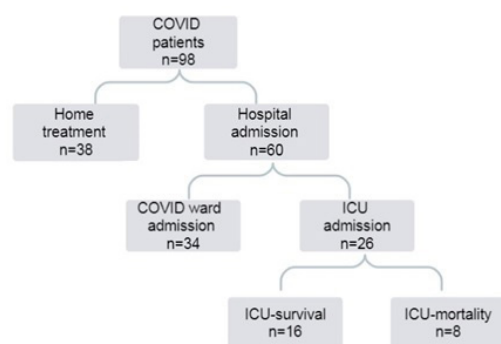 COVID
patients
n=98
Home
treatment
n=38
Hospital
admission
n=60
COVID ward
admission
n=34
ICU
admission
n=26
ICU-survival
n=16
ICU-mortality
n=8